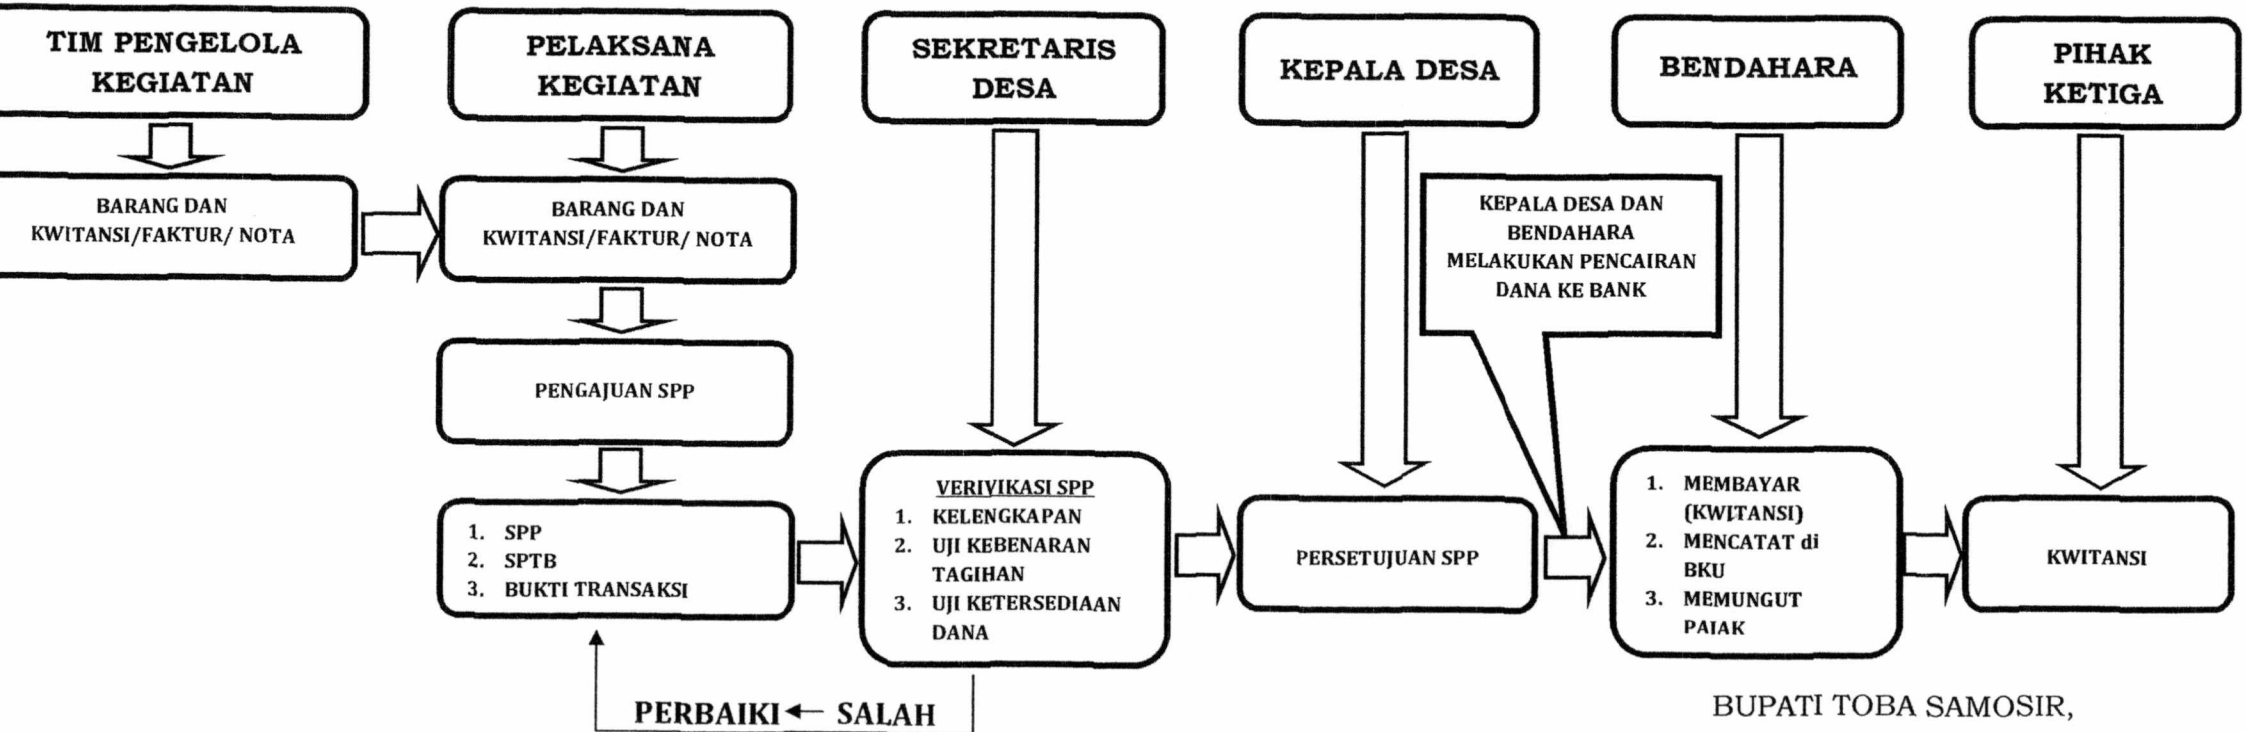 TIM PENGELOLA
KEGIATAN
PELAKSANA
KEGIATAN
SEKRETARIS
DESA
KEPALA DESA
BENDAHARA
PIHAK
KETIGA
BARANG DAN
KWITANSI/FAKTUR/ NOTA
BARANG DAN
KWITANSI/FAKTUR/ NOTA
KEPALA DESA DAN
BENDAHARA
MELAKUKAN PENCAIRAN
DANA KE BANK
PENGAJUAN SPP
1. SPP
2. SPTB
3. BUKTI TRANSAKSI
VERIVIKASI SPP
1. KELENGKAPAN
2. UJI KEBENARAN
TAGIHAN
3. UJI KETERSEDIAAN
DANA
PERSETUJUAN SPP
1. MEMBAYAR
(KWITANSI)
2. MENCATAT di
BKU
3. MEMUNGUT
PAJAK
KWITANSI
PERBAIKI ← SALAH
BUPATI TOBA SAMOSIR,